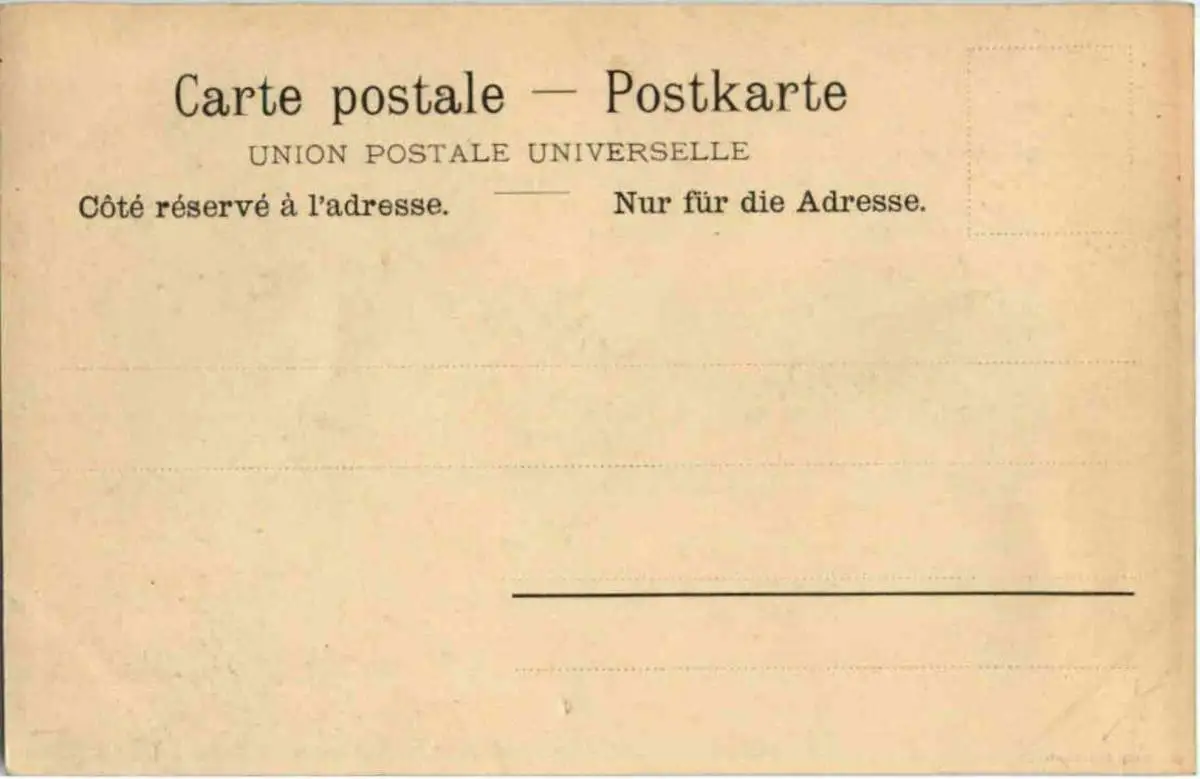 Carte postale — Postkarte
UNION POSTALE UNIVERSELLE
Côté réservé à l'adresse. Nur für die Adresse.